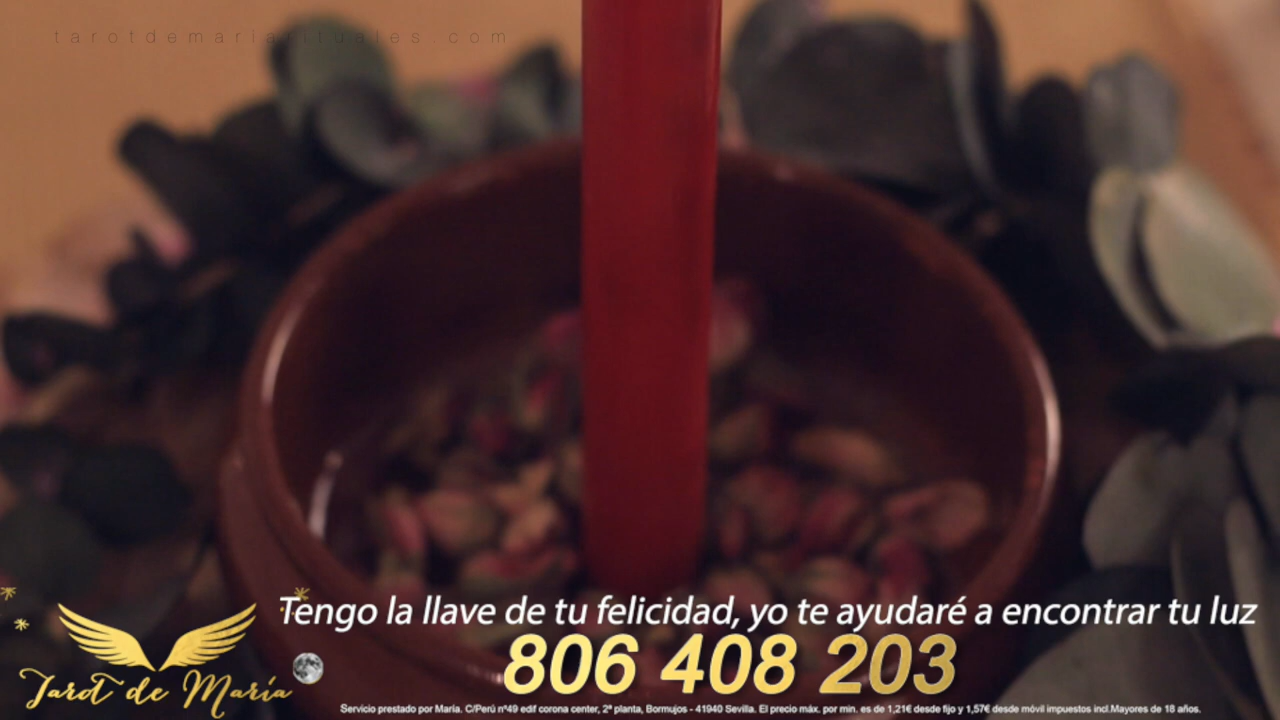 tarotdemariarituales.com
Tengo la llave de tu felicidad, yo te ayudaré a encontrar tu luz
806 408 203
Tarot de María
Servicio prestado por María. C/Perú nº49 edif corona center, 2ª planta, Bormujos - 41940 Sevilla. El precio máx. por min. es de 1,21€ desde fijo y 1,57€ desde móvil impuestos incl.Mayores de 18 años.